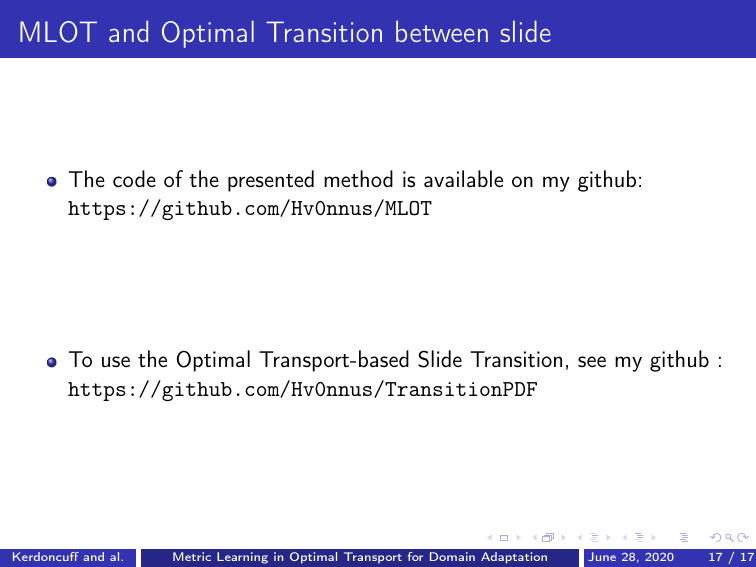 MLOT and Optimal Transition between slide
The code of the presented method is available on my github:
https://github.com/Hv0nnus/MLOT
To use the Optimal Transport-based Slide Transition, see my github :
https://github.com/Hv0nnus/TransitionPDF
Kerdoncuff and al. Metric Learning in Optimal Transport for Domain Adaptation June 28, 2020 17 / 17